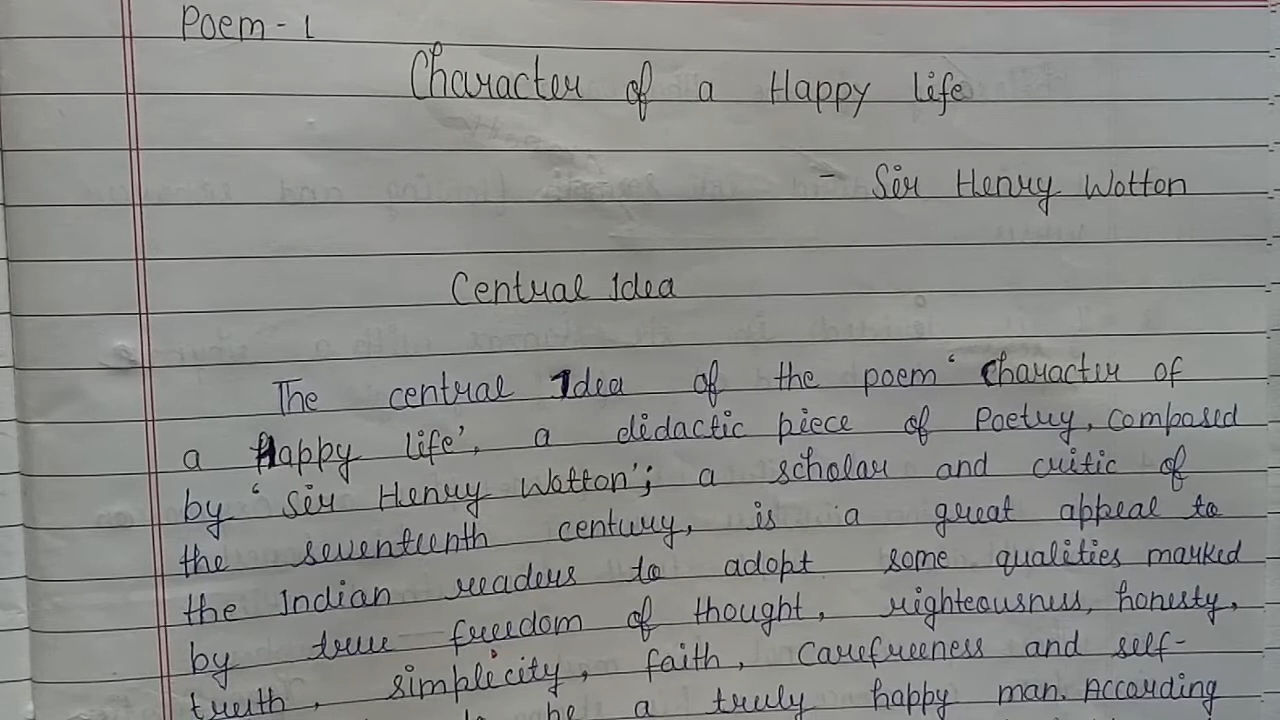 Poem - 1
Character of a Happy life
- Sir Henry Wotton
Central Idea
The central Idea of the poem ‘Character of
a Happy life’, a didactic piece of Poetry, composed
by ‘Sir Henry Wotton’; a scholar and critic of
the seventeenth century, is a great appeal to
the Indian readers to adopt some qualities marked
by true freedom of thought, righteousness, honesty,
truth, simplicity, faith, Carefreeness and self-
be a truly happy man. According